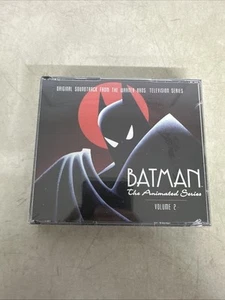 ORIGINAL SOUNDTRACK FROM THE WARNER BROS. TELEVISION SERIES
BATMAN
The Animated Series
VOLUME 2